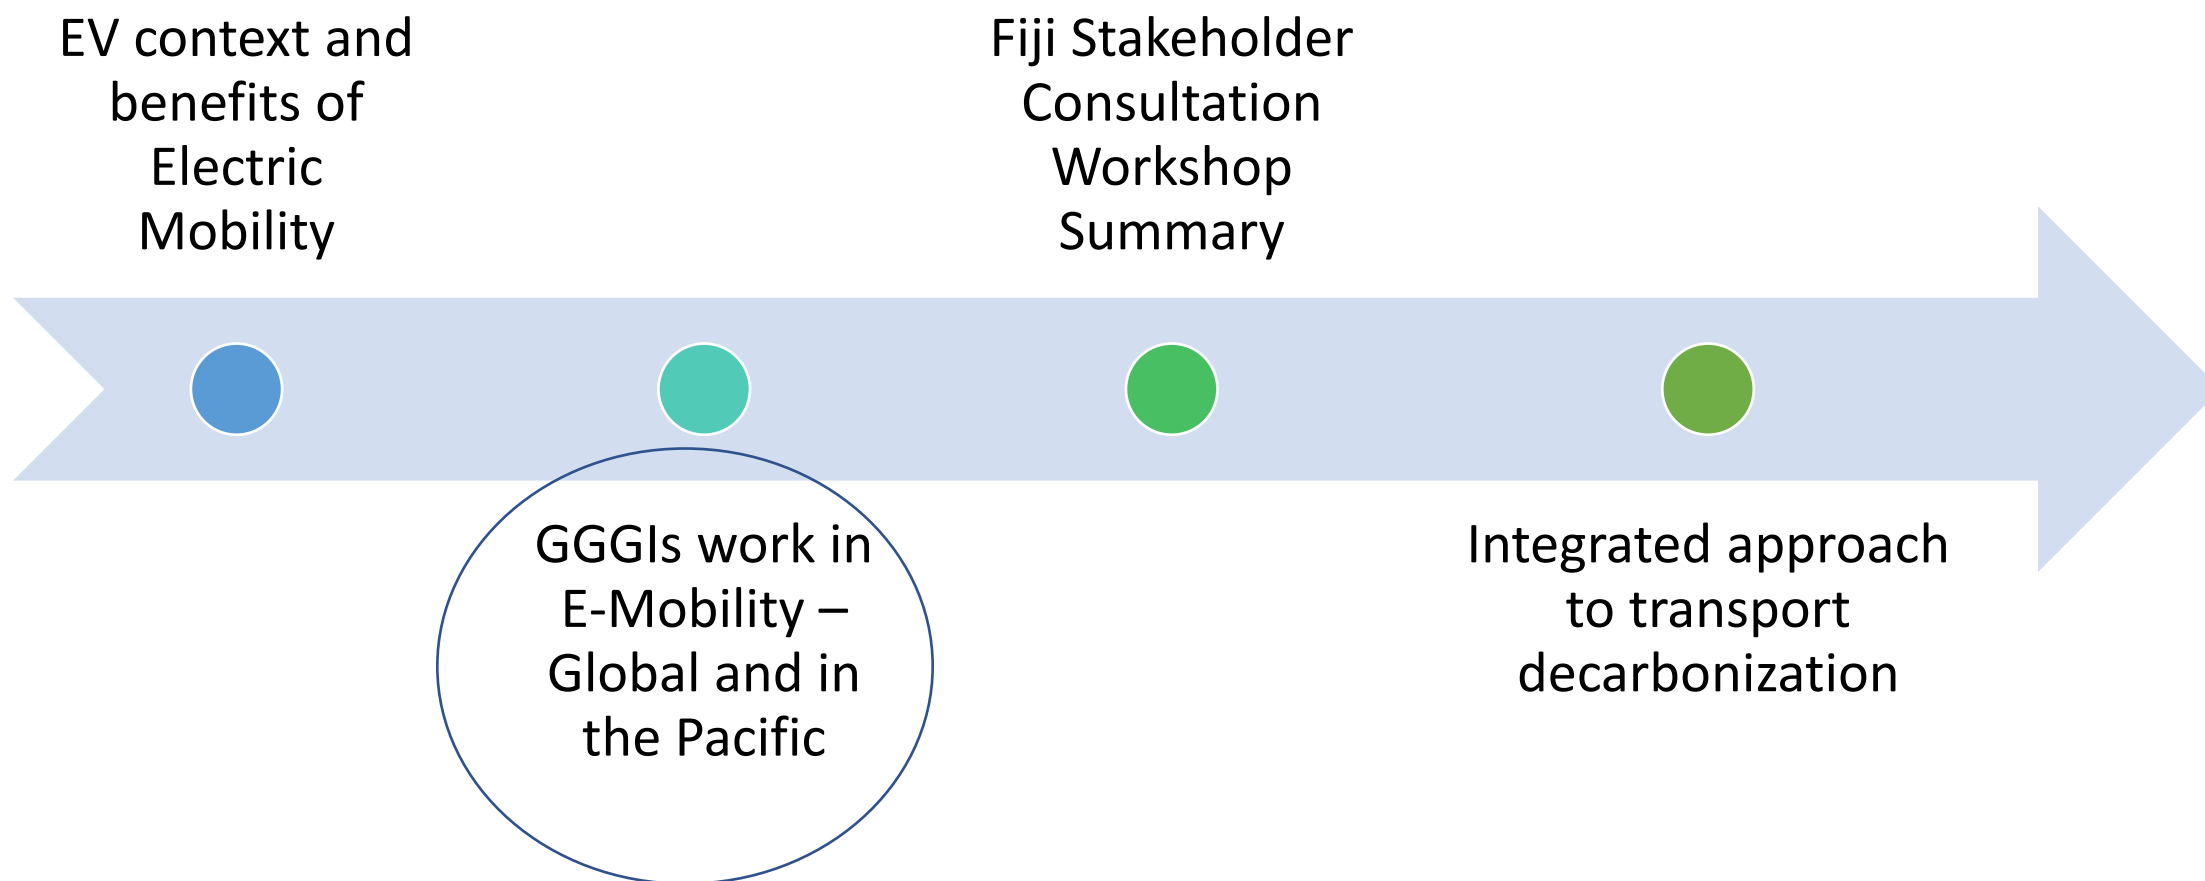 EV context and
benefits of
Electric
Mobility
GGGIs work in
E-Mobility –
Global and in
the Pacific
Fiji Stakeholder
Consultation
Workshop
Summary
Integrated approach
to transport
decarbonization